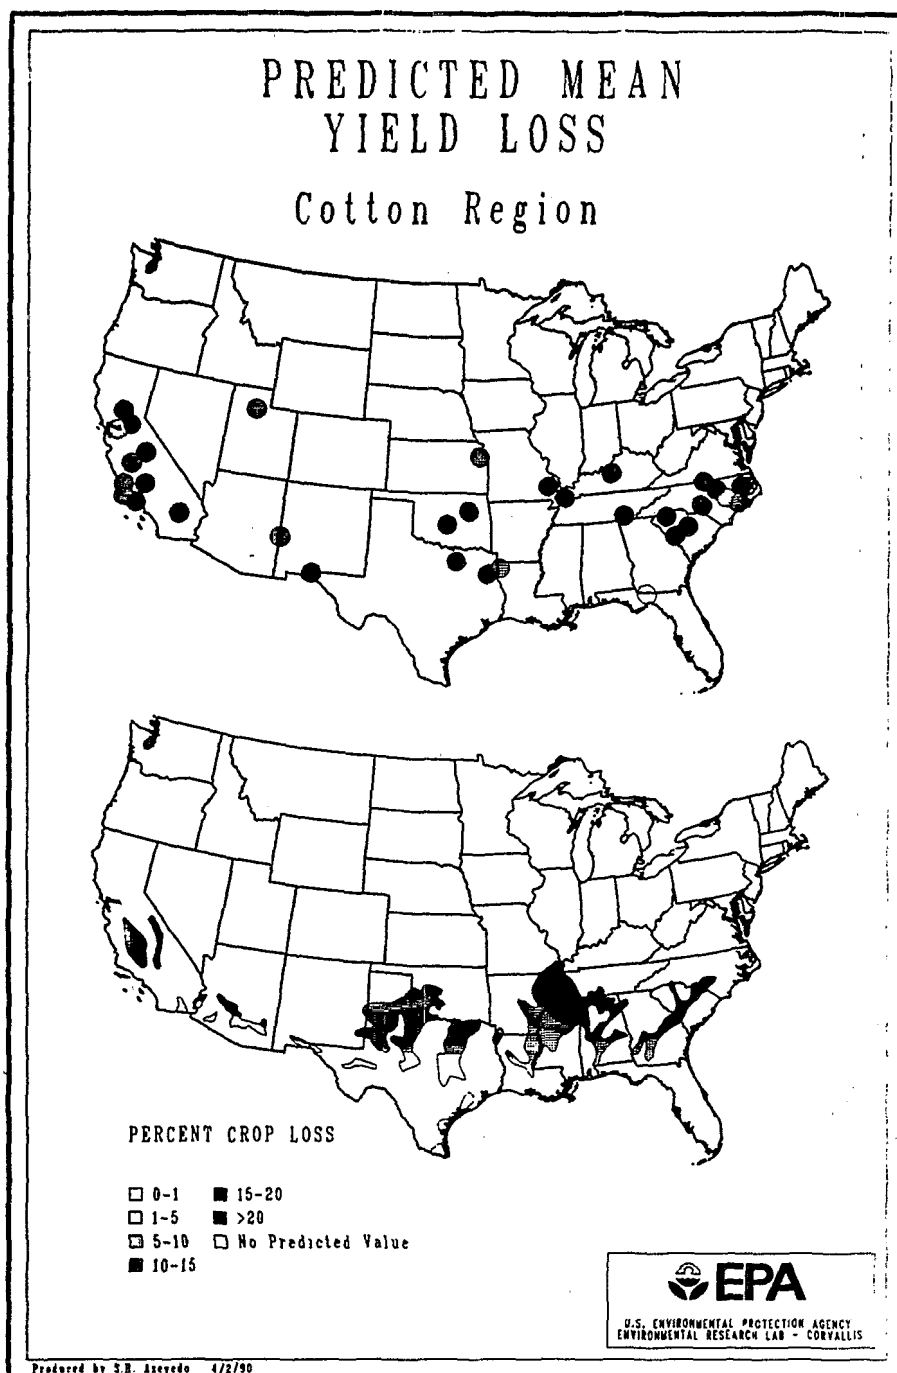 PREDICTED MEAN
YIELD LOSS
Cotton Region
PERCENT CROP LOSS
0-1
1-5
5-10
10-15
15-20
>20
No Predicted Value
EPA
U.S. ENVIRONMENTAL PROTECTION AGENCY
ENVIRONMENTAL RESEARCH LAB - CORVALLIS
Produced by S.R. Azevedo 4/2/90